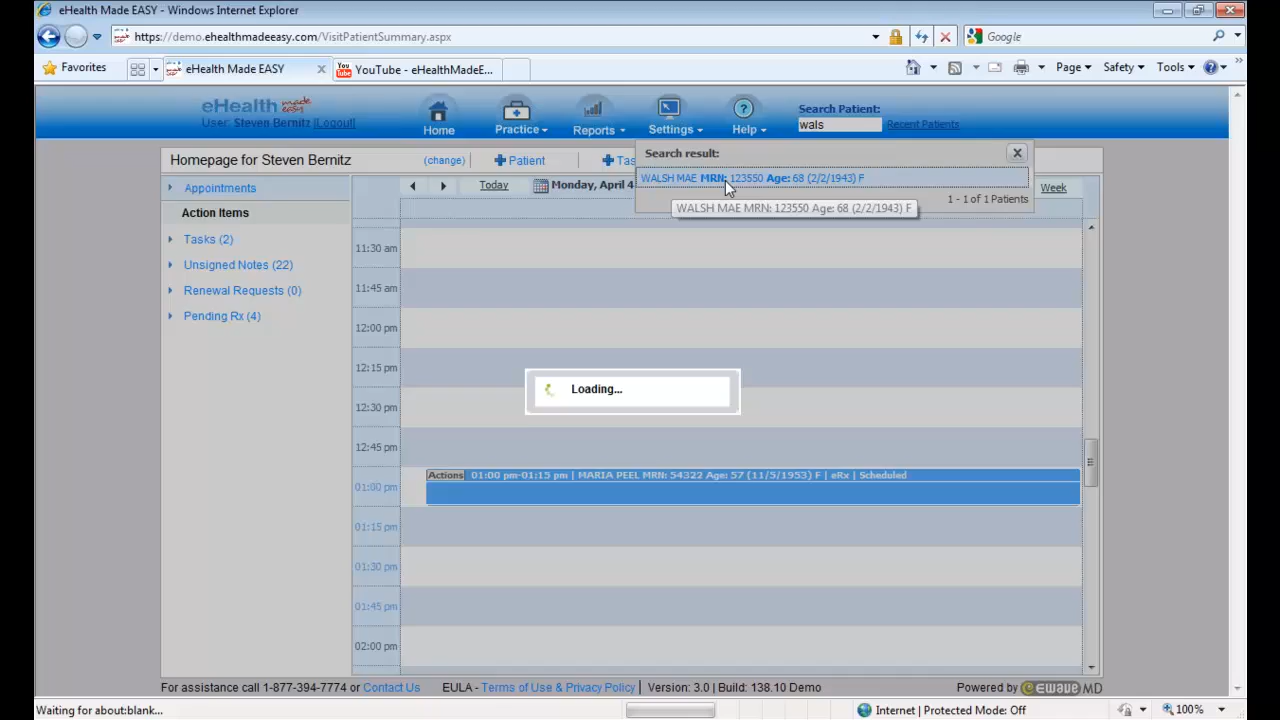 eHealth Made EASY - Windows Internet Explorer
https://demo.ehealthmadeeasy.com/VisitPatientSummary.aspx
Google
Favorites
eHealth Made EASY
YouTube - eHealthMadeE...
Page
Safety
Tools
eHealth made easy
User: Steven Bernitz [Logout]
Home
Practice
Reports
Settings
Help
Search Patient:
wals
Recent Patients
Search result:
WALSH MAE MRN: 123550 Age: 68 (2/2/1943) F
WALSH MAE MRN: 123550 Age: 68 (2/2/1943) F
1 - 1 of 1 Patients
Homepage for Steven Bernitz
(change)
Patient
Tas
Today
Monday, April 4
Week
Appointments
Action Items
Tasks (2)
Unsigned Notes (22)
Renewal Requests (0)
Pending Rx (4)
11:30 am
11:45 am
12:00 pm
12:15 pm
12:30 pm
12:45 pm
01:00 pm
01:15 pm
01:30 pm
01:45 pm
02:00 pm
Loading...
Actions 01:00 pm-01:15 pm | MARIA PEEL MRN: 54322 Age: 57 (11/5/1953) F | eRx | Scheduled
For assistance call 1-877-394-7774 or Contact Us
EULA - Terms of Use & Privacy Policy | Version: 3.0 | Build: 138.10 Demo
Powered by ewaveMD
Waiting for about:blank...
Internet | Protected Mode: Off
100%